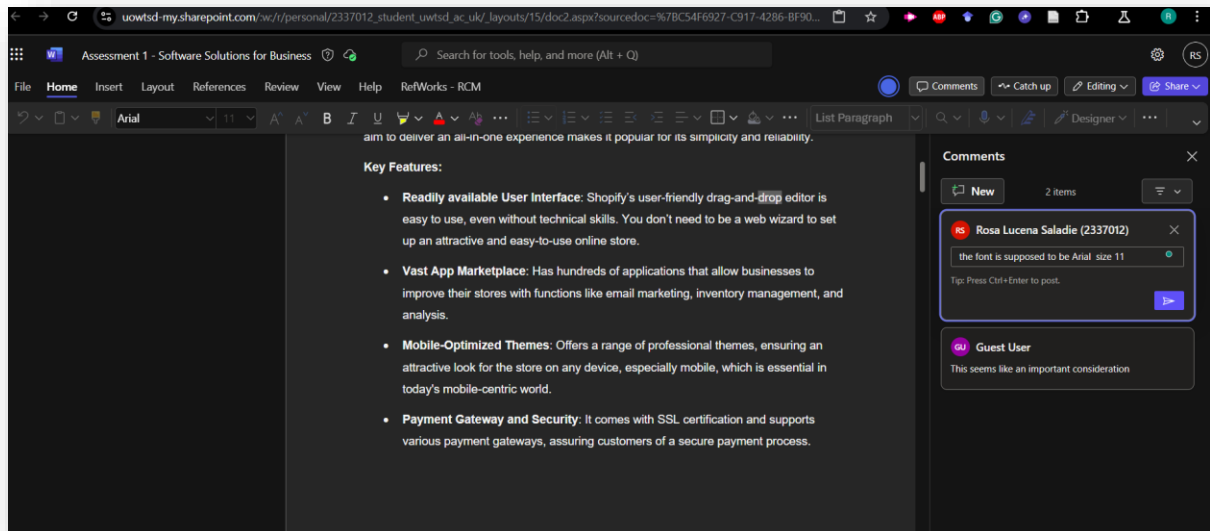 uowtsd-my.sharepoint.com/:w:/r/personal/2337012_student_uwtsd_ac_uk/_layouts/15/doc2.aspx?sourcedoc=%7BC54F6927-C917-4286-BF90...
ABP
R
W Assessment 1 - Software Solutions for Business
Search for tools, help, and more (Alt + Q)
RS
File Home Insert Layout References Review View Help RefWorks - RCM
Comments Catch up Editing Share
Arial 11 A A B I U A List Paragraph Designer
aim to deliver an all-in-one experience makes it popular for its simplicity and reliability.
Key Features:
• Readily available User Interface: Shopify's user-friendly drag-and-drop editor is
easy to use, even without technical skills. You don't need to be a web wizard to set
up an attractive and easy-to-use online store.
• Vast App Marketplace: Has hundreds of applications that allow businesses to
improve their stores with functions like email marketing, inventory management, and
analysis.
• Mobile-Optimized Themes: Offers a range of professional themes, ensuring an
attractive look for the store on any device, especially mobile, which is essential in
today's mobile-centric world.
• Payment Gateway and Security: It comes with SSL certification and supports
various payment gateways, assuring customers of a secure payment process.
Comments
New 2 items
RS Rosa Lucena Saladie (2337012)
the font is supposed to be Arial size 11
Tip: Press Ctrl+Enter to post.
GU Guest User
This seems like an important consideration